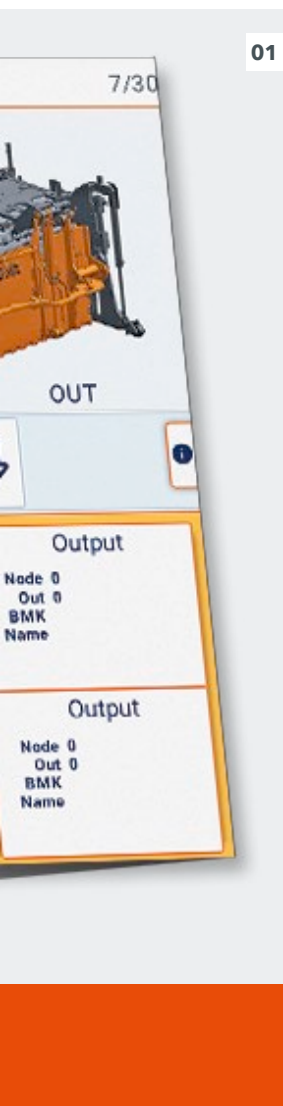 01
7/30
OUT
Output
Node 0
Out 0
BMK
Name
Output
Node 0
Out 0
BMK
Name